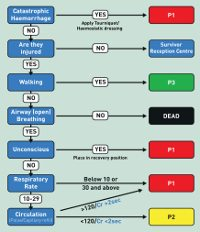 Catastrophic
Haemorrhage
YES
Apply Tourniquet/
Haemostatic dressing
P1
NO
Are they
injured
NO
Survivor
Reception Centre
YES
Walking
YES
P3
NO
Airway (open)
Breathing
NO
DEAD
YES
Unconscious
YES
Place in recovery position
P1
NO
Respiratory
Rate
Below 10 or
30 and above
P1
10-29
>120/Cr >2sec
Circulation
(Pulse/Capillary refill)
<120/Cr <2sec
P2